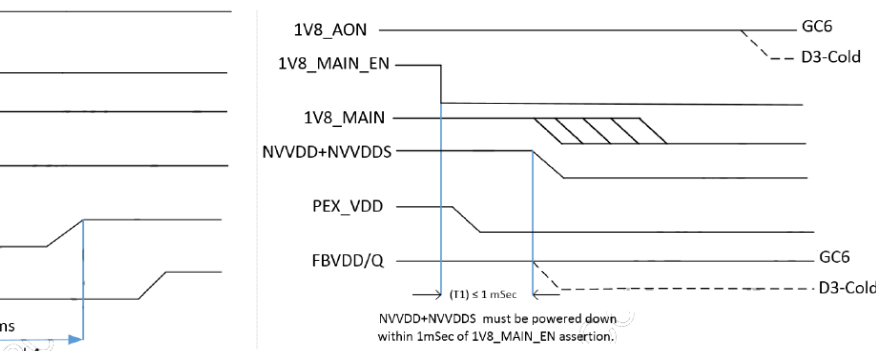 1V8_AON
GC6
D3-Cold
1V8_MAIN_EN
1V8_MAIN
NVVDD+NVVDDS
PEX_VDD
FBVDD/Q
GC6
D3-Cold
(T1) ≤ 1 mSec
NVVDD+NVVDDS must be powered down
within 1mSec of 1V8_MAIN_EN assertion.
ms